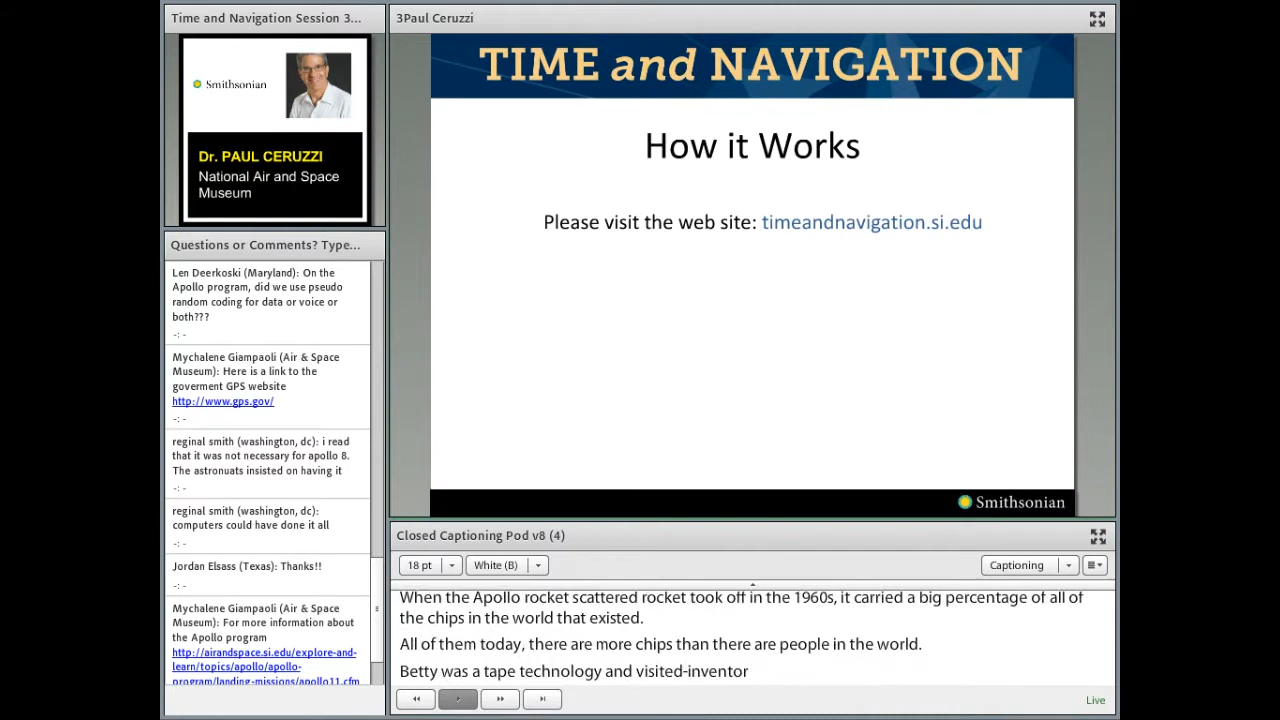 Time and Navigation Session 3...
Smithsonian
Dr. PAUL CERUZZI
National Air and Space
Museum
Questions or Comments? Type...
Len Deerkoski (Maryland): On the
Apollo program, did we use pseudo
random coding for data or voice or
both???
-: -
Mychalene Giampaoli (Air & Space
Museum): Here is a link to the
goverment GPS website
http://www.gps.gov/
-: -
reginal smith (washington, dc): i read
that it was not necessary for apollo 8.
The astronuats insisted on having it
-: -
reginal smith (washington, dc):
computers could have done it all
-: -
Jordan Elsass (Texas): Thanks!!
-: -
Mychalene Giampaoli (Air & Space
Museum): For more information about
the Apollo program
http://airandspace.si.edu/explore-and-
learn/topics/apollo/apollo-
program/landing-missions/apollo11.cfm
3Paul Ceruzzi
TIME and NAVIGATION
How it Works
Please visit the web site: timeandnavigation.si.edu
Smithsonian
Closed Captioning Pod v8 (4)
18 pt
White (B)
Captioning
When the Apollo rocket scattered rocket took off in the 1960s, it carried a big percentage of all of
the chips in the world that existed.
All of them today, there are more chips than there are people in the world.
Betty was a tape technology and visited-inventor
Live